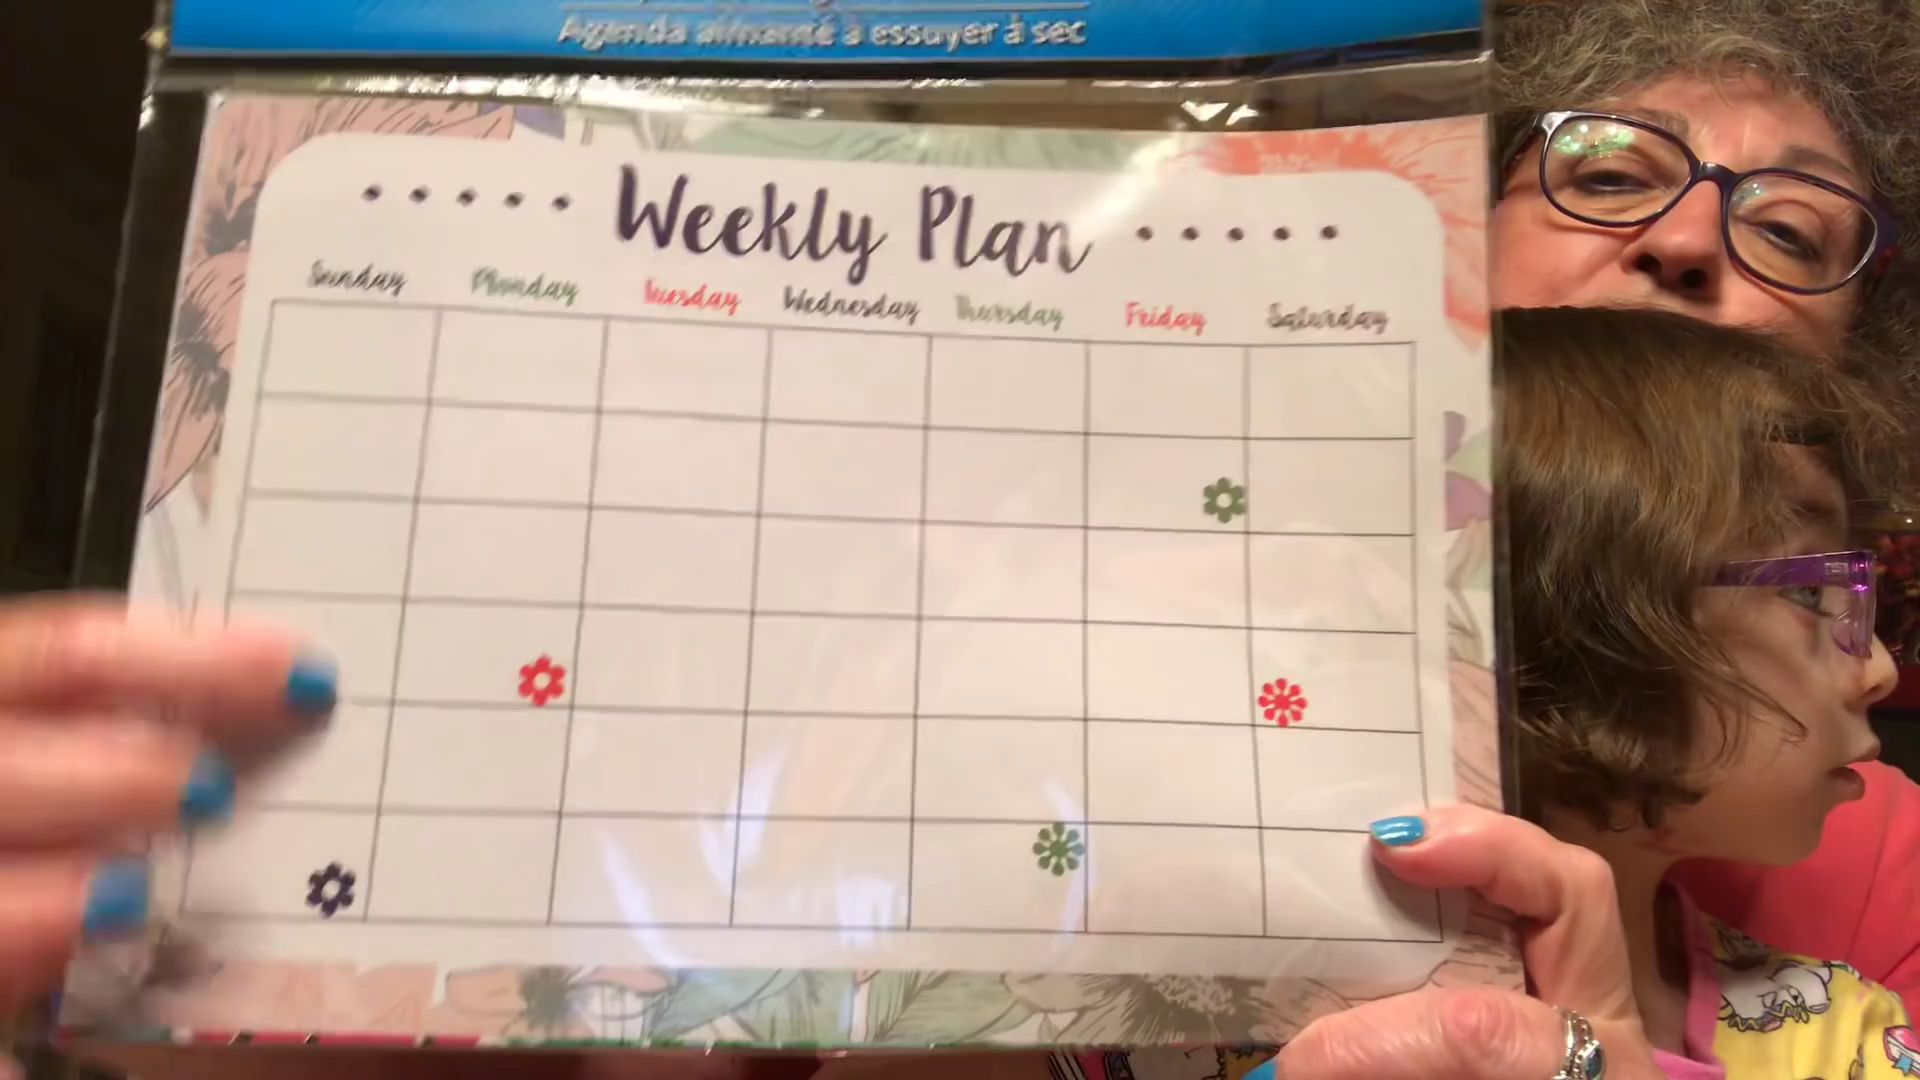 Agenda aimanté à essuyer à sec
Weekly Plan
Sunday Monday Tuesday Wednesday Thursday Friday Saturday